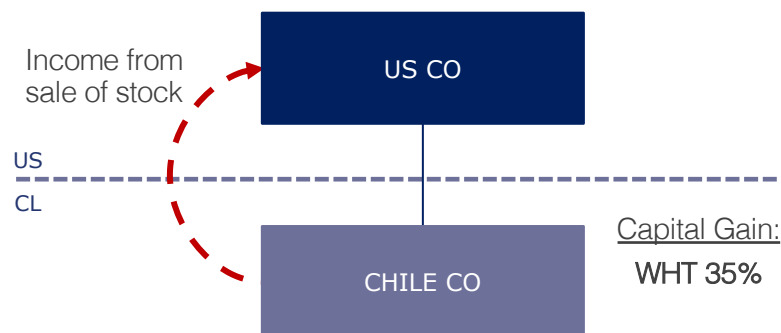 Income from
sale of stock
US CO
US
CL
CHILE CO
Capital Gain:
WHT 35%